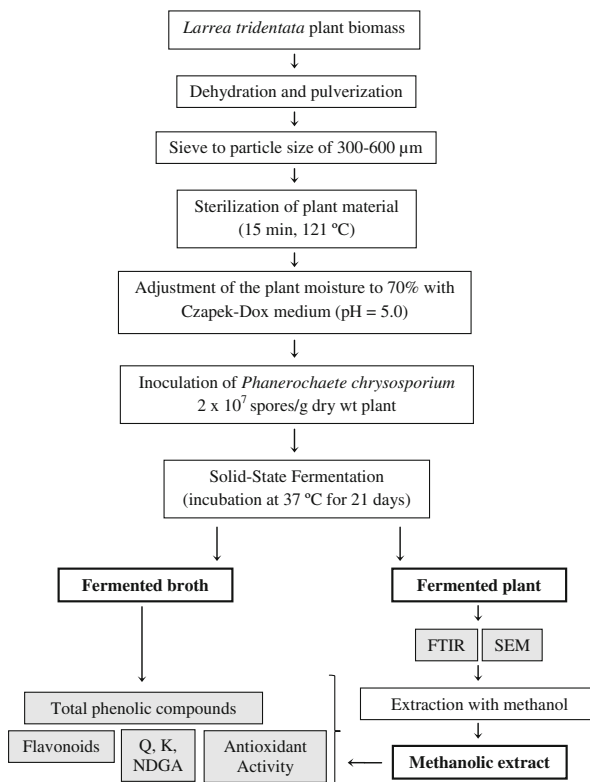 Larrea tridentata plant biomass
Dehydration and pulverization
Sieve to particle size of 300-600 µm
Sterilization of plant material
(15 min, 121 ºC)
Adjustment of the plant moisture to 70% with
Czapek-Dox medium (pH = 5.0)
Inoculation of Phanerochaete chrysosporium
2 x 10⁷ spores/g dry wt plant
Solid-State Fermentation
(incubation at 37 ºC for 21 days)
Fermented broth
Fermented plant
FTIR
SEM
Extraction with methanol
Methanolic extract
Total phenolic compounds
Flavonoids
Q, K,
NDGA
Antioxidant
Activity